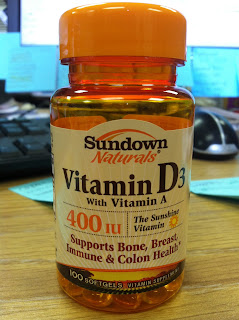 Sundown
Naturals®
Vitamin D3
With Vitamin A
400 IU
The Sunshine
Vitamin
Supports Bone, Breast,
Immune & Colon Health*
100 SOFTGELS
VITAMIN SUPPLEMENT